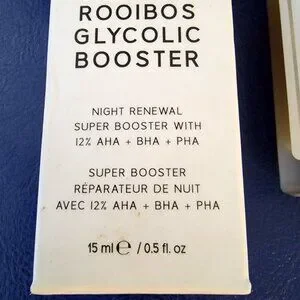 ROOIBOS
GLYCOLIC
BOOSTER
NIGHT RENEWAL
SUPER BOOSTER WITH
12% AHA + BHA + PHA
SUPER BOOSTER
RÉPARATEUR DE NUIT
AVEC 12% AHA + BHA + PHA
15 ml ℮ / 0.5 fl. oz